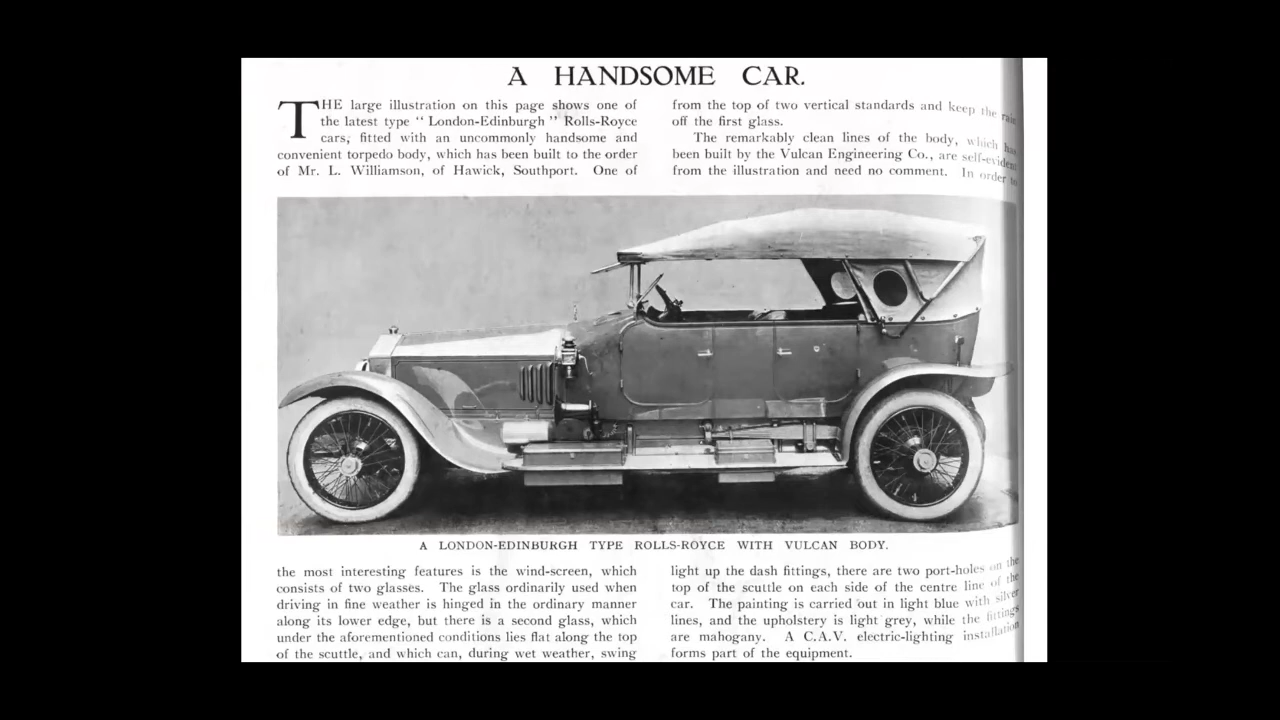 A HANDSOME CAR.
THE large illustration on this page shows one of
the latest type " London-Edinburgh " Rolls-Royce
cars, fitted with an uncommonly handsome and
convenient torpedo body, which has been built to the order
of Mr. L. Williamson, of Hawick, Southport. One of
from the top of two vertical standards and keep the rain
off the first glass.
The remarkably clean lines of the body, which has
been built by the Vulcan Engineering Co., are self-evident
from the illustration and need no comment. In order to
A LONDON-EDINBURGH TYPE ROLLS-ROYCE WITH VULCAN BODY.
the most interesting features is the wind-screen, which
consists of two glasses. The glass ordinarily used when
driving in fine weather is hinged in the ordinary manner
along its lower edge, but there is a second glass, which
under the aforementioned conditions lies flat along the top
of the scuttle, and which can, during wet weather, swing
light up the dash fittings, there are two port-holes on the
top of the scuttle on each side of the centre line of the
car. The painting is carried out in light blue with silver
lines, and the upholstery is light grey, while the fittings
are mahogany. A C.A.V. electric-lighting installation
forms part of the equipment.